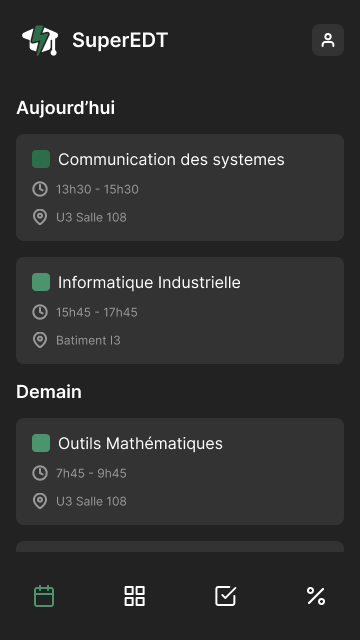 SuperEDT
Aujourd’hui
Communication des systemes
13h30 - 15h30
U3 Salle 108
Informatique Industrielle
15h45 - 17h45
Batiment I3
Demain
Outils Mathématiques
7h45 - 9h45
U3 Salle 108